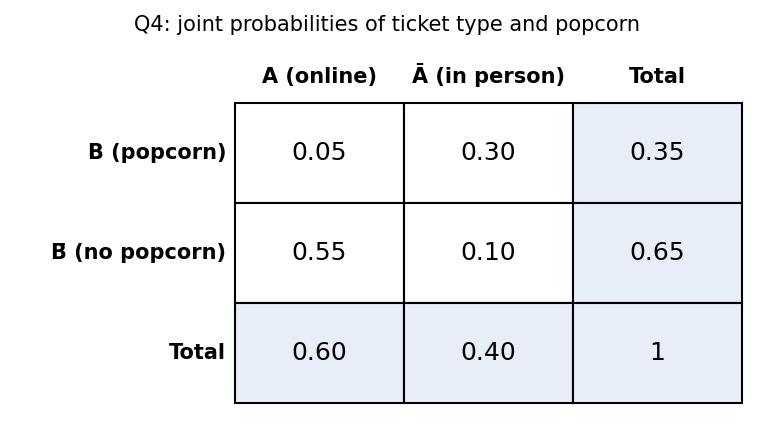 Q4: joint probabilities of ticket type and popcorn
A (online) Ā (in person) Total
B (popcorn) 0.05 0.30 0.35
B̄ (no popcorn) 0.55 0.10 0.65
Total 0.60 0.40 1